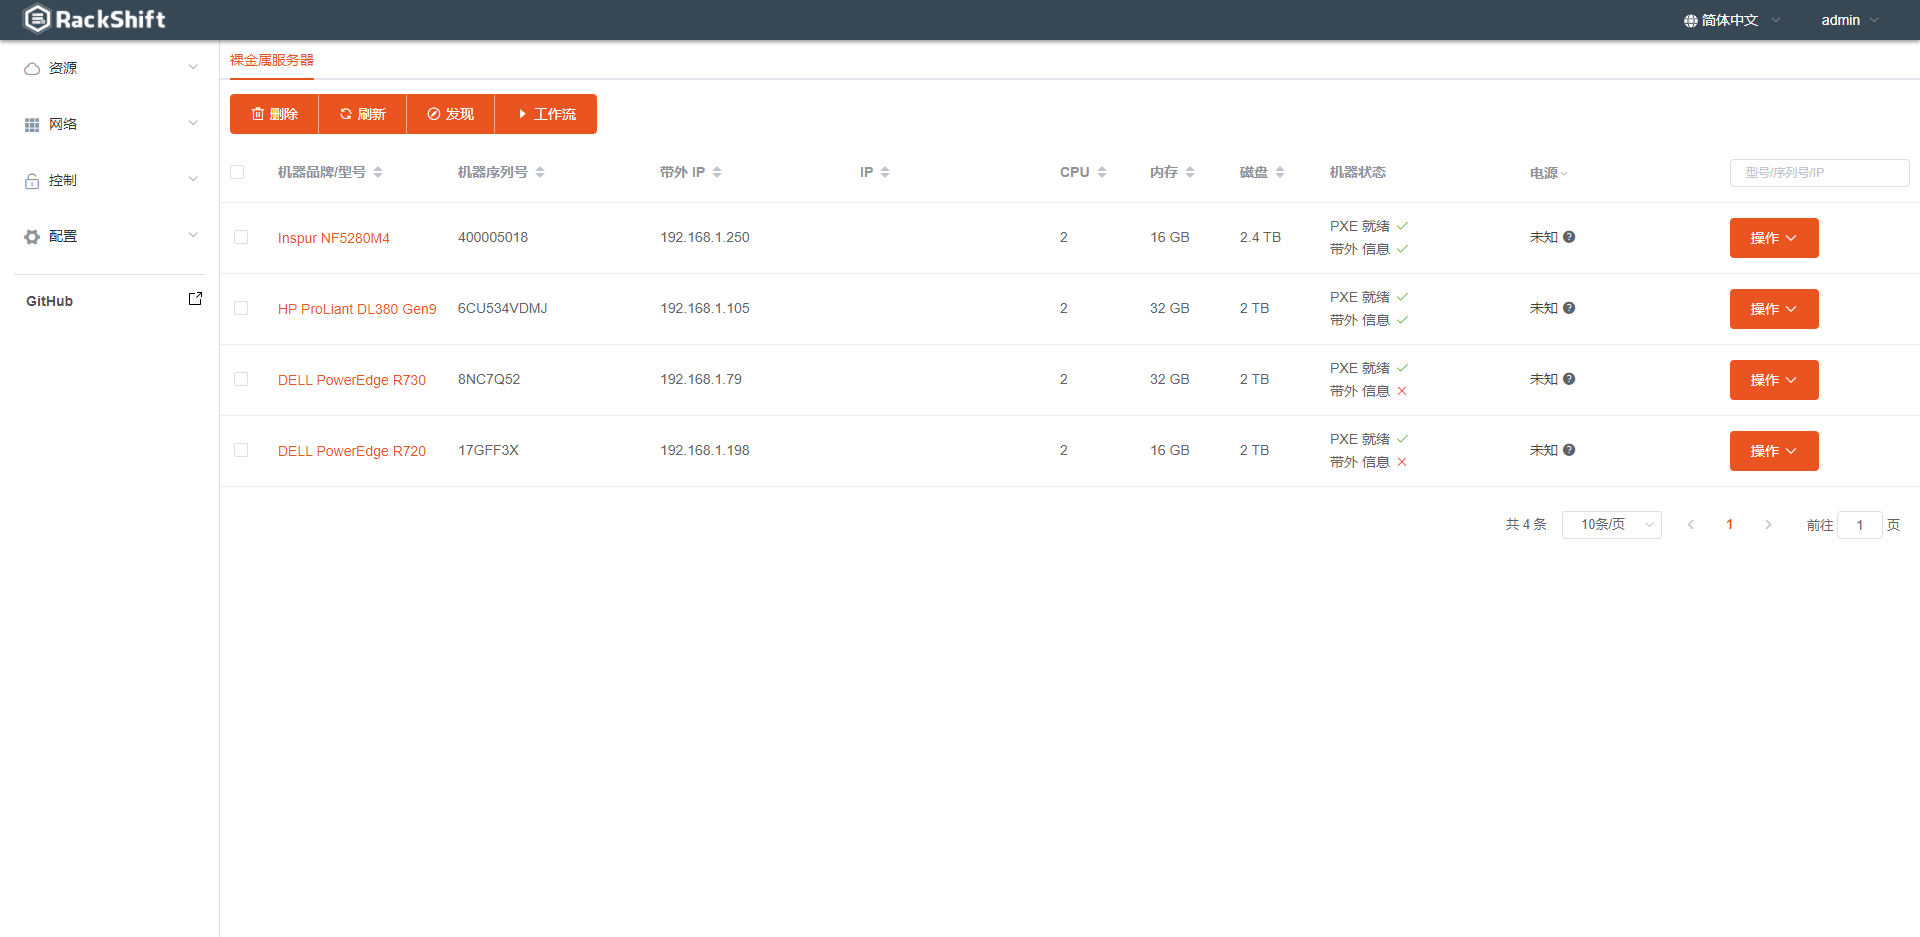 RackShift
简体中文
admin
资源
网络
控制
配置
GitHub
裸金属服务器
删除 刷新 发现 工作流
机器品牌/型号 机器序列号 带外 IP IP CPU 内存 磁盘 机器状态 电源 型号/序列号/IP
Inspur NF5280M4 400005018 192.168.1.250 2 16 GB 2.4 TB PXE 就绪 未知 操作
带外 信息
HP ProLiant DL380 Gen9 6CU534VDMJ 192.168.1.105 2 32 GB 2 TB PXE 就绪 未知 操作
带外 信息
DELL PowerEdge R730 8NC7Q52 192.168.1.79 2 32 GB 2 TB PXE 就绪 未知 操作
带外 信息
DELL PowerEdge R720 17GFF3X 192.168.1.198 2 16 GB 2 TB PXE 就绪 未知 操作
带外 信息
共 4 条 10条/页 1 前往 1 页